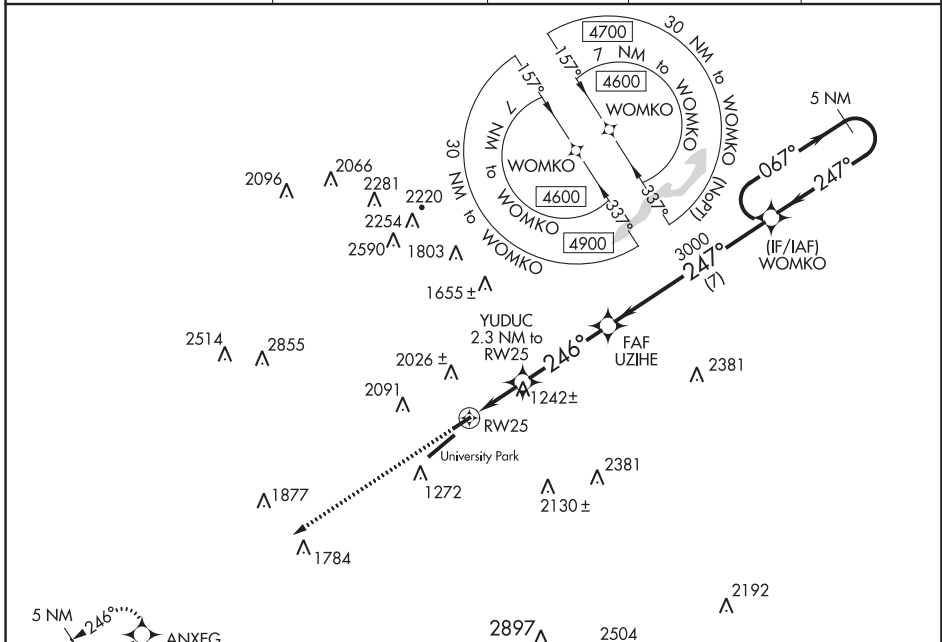 4700
30 NM to WOMKO (NoPT)
157°
7 NM to WOMKO
4600
WOMKO
337°
157°
7 NM to WOMKO
WOMKO
4600
337°
30 NM to WOMKO
4900
5 NM
067°
247°
(IF/IAF)
WOMKO
3000
247°
(7)
2096
2066
2281
2220
2254
2590
1803
1655 ±
YUDUC
2.3 NM to
RW25
246°
FAF
UZIHE
2514
2855
2026 ±
2381
2091
1242±
RW25
University Park
1272
2381
2130 ±
1877
1784
2192
5 NM
246°
ANXEG
2897
2504